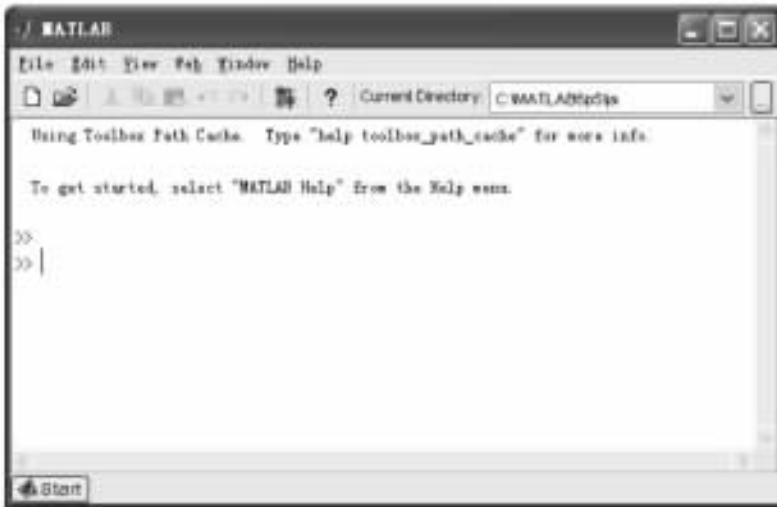 MATLAB
File Edit View Web Window Help
? Current Directory:
Using Toolbox Path Cache. Type "help toolbox_path_cache" for more info.
To get started, select "MATLAB Help" from the Help menu.
>>
>>
Start